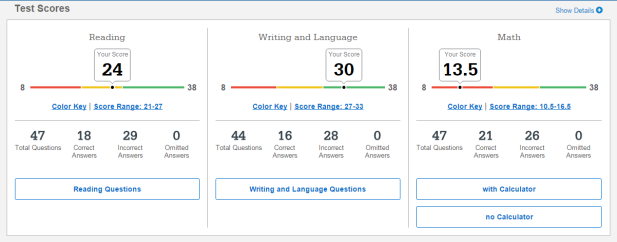 Test Scores
Show Details
Reading
Your Score
24
8 38
Color Key | Score Range: 21-27
47 18 29 0
Total Questions Correct Answers Incorrect Answers Omitted Answers
Reading Questions
Writing and Language
Your Score
30
8 38
Color Key | Score Range: 27-33
44 16 28 0
Total Questions Correct Answers Incorrect Answers Omitted Answers
Writing and Language Questions
Math
Your Score
13.5
8 38
Color Key | Score Range: 10.5-16.5
47 21 26 0
Total Questions Correct Answers Incorrect Answers Omitted Answers
with Calculator
no Calculator